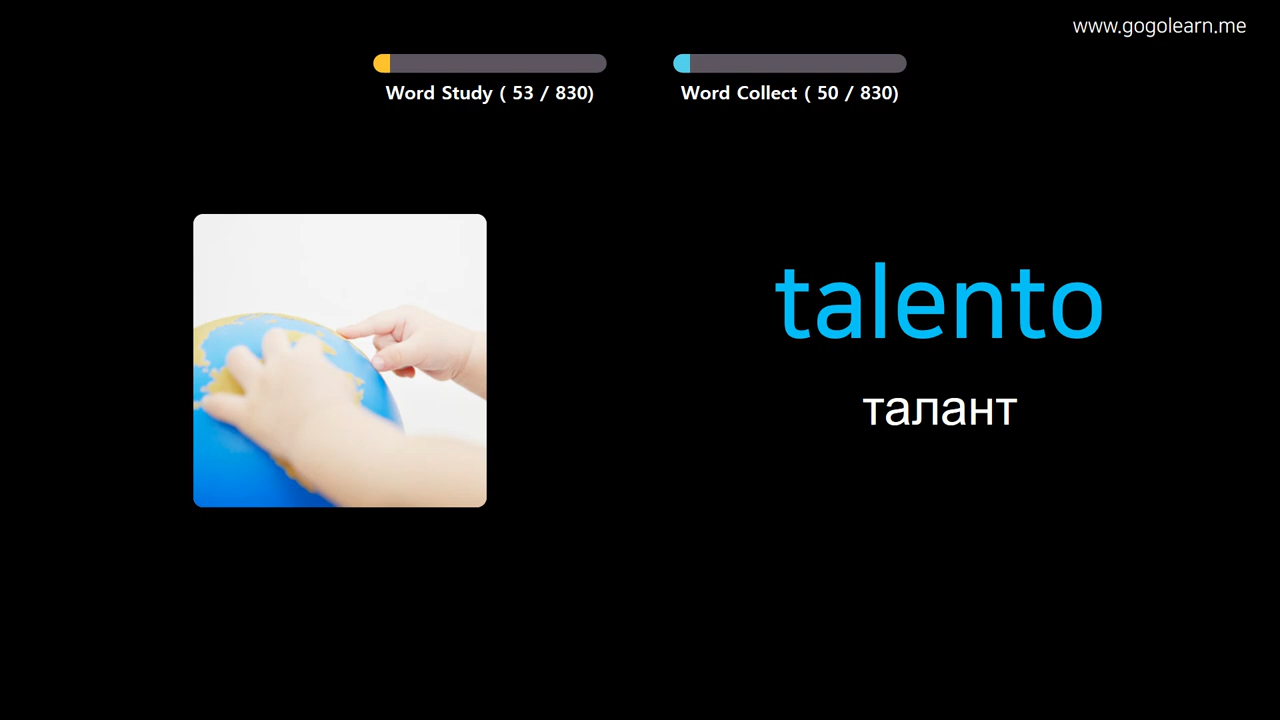 www.gogolearn.me
Word Study ( 53 / 830)
Word Collect ( 50 / 830)
talento
талант